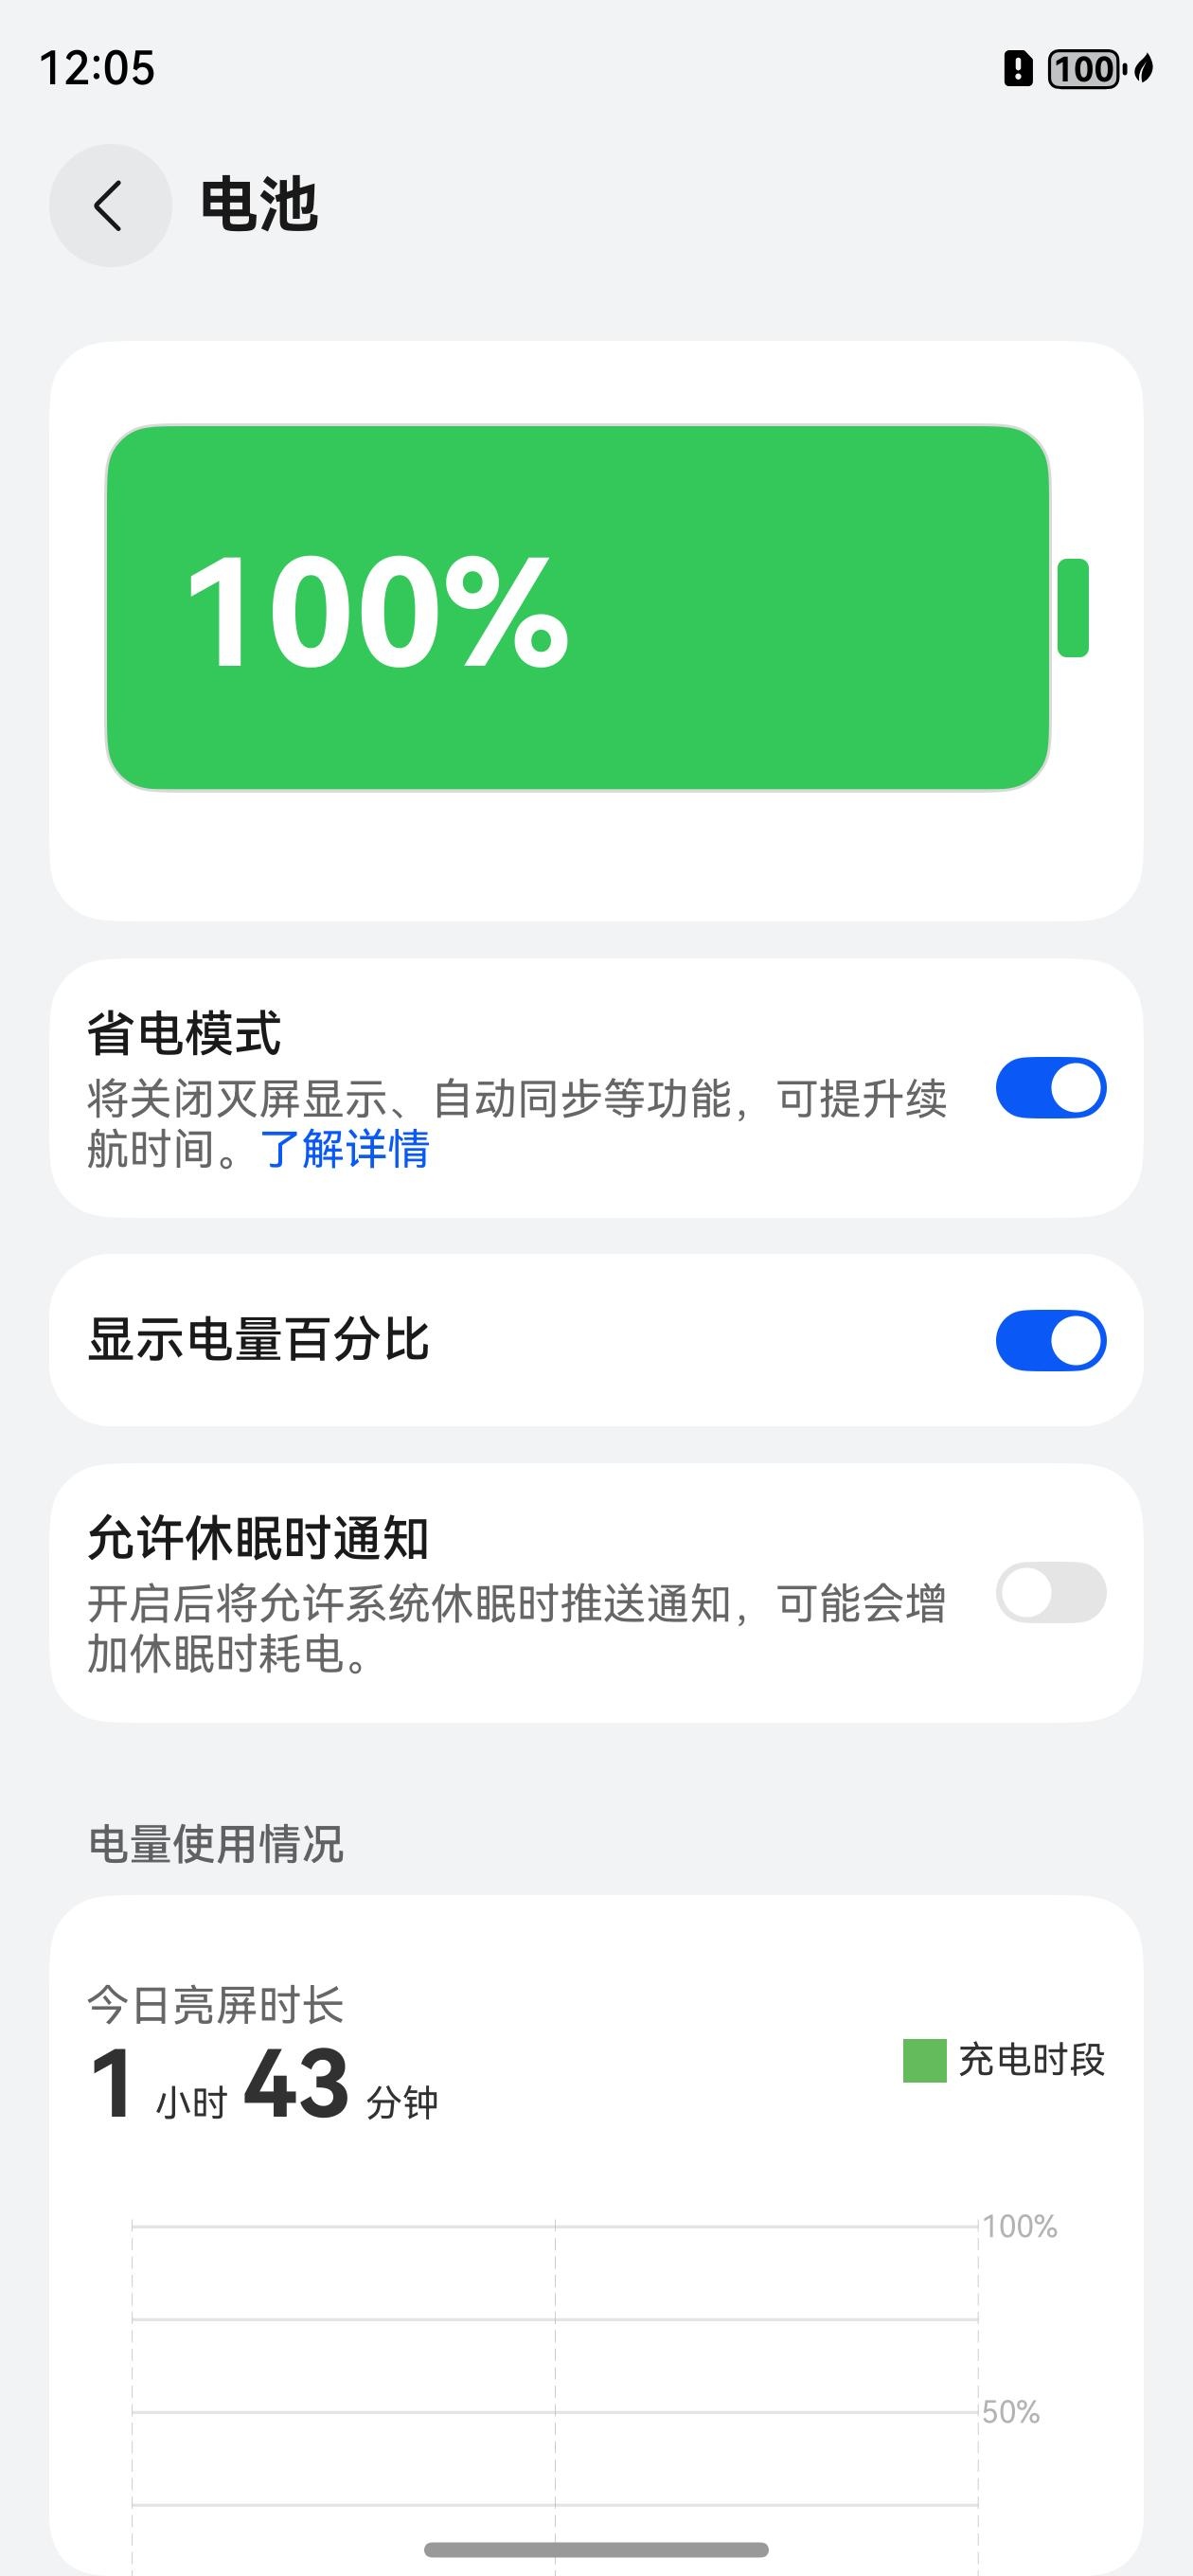 12:05
100
电池
100%
省电模式
将关闭灭屏显示、自动同步等功能，可提升续
航时间。了解详情
显示电量百分比
允许休眠时通知
开启后将允许系统休眠时推送通知，可能会增
加休眠时耗电。
电量使用情况
今日亮屏时长
1 小时 43 分钟
充电时段
100%
50%